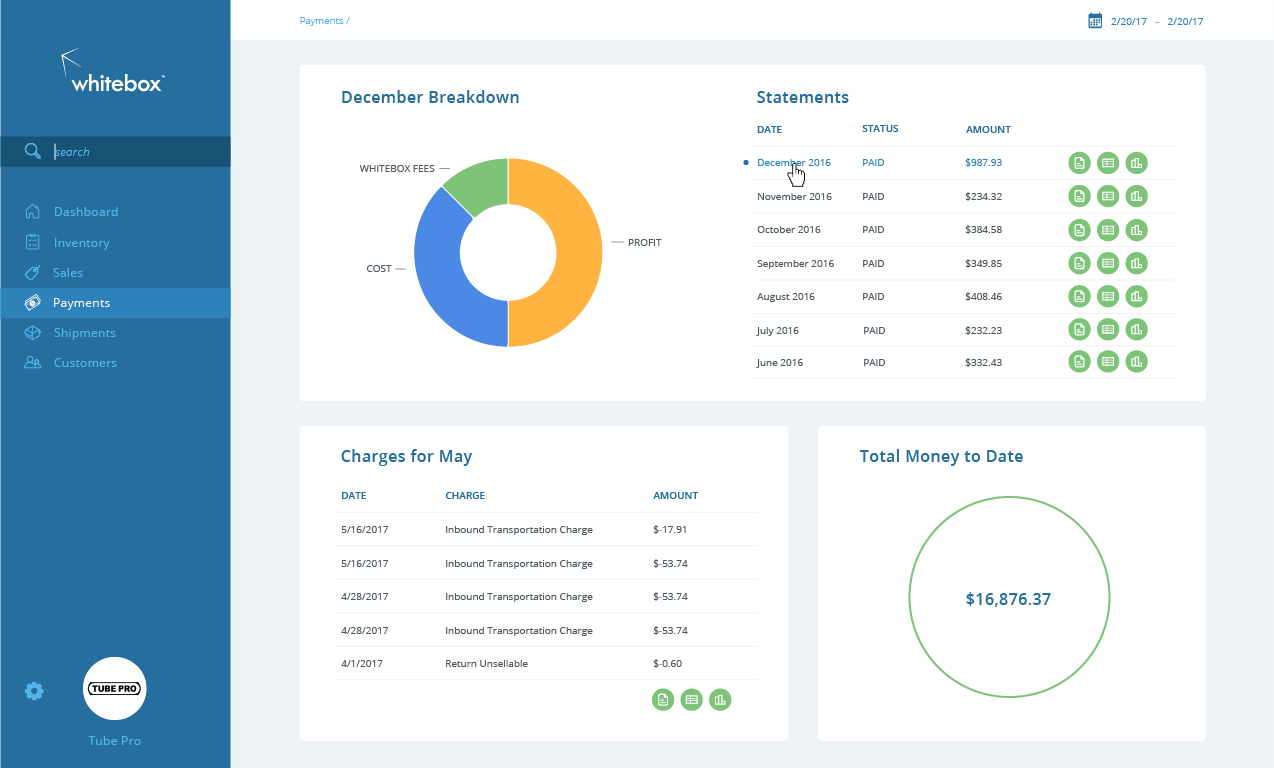 whitebox™
search
Dashboard
Inventory
Sales
Payments
Shipments
Customers
TUBE PRO
Tube Pro
Payments /
2/20/17 – 2/20/17
December Breakdown
WHITEBOX FEES
COST
PROFIT
Statements
DATE STATUS AMOUNT
December 2016 PAID $987.93
November 2016 PAID $234.32
October 2016 PAID $384.58
September 2016 PAID $349.85
August 2016 PAID $408.46
July 2016 PAID $232.23
June 2016 PAID $332.43
Charges for May
DATE CHARGE AMOUNT
5/16/2017 Inbound Transportation Charge $-17.91
5/16/2017 Inbound Transportation Charge $-53.74
4/28/2017 Inbound Transportation Charge $-53.74
4/28/2017 Inbound Transportation Charge $-53.74
4/1/2017 Return Unsellable $-0.60
Total Money to Date
$16,876.37